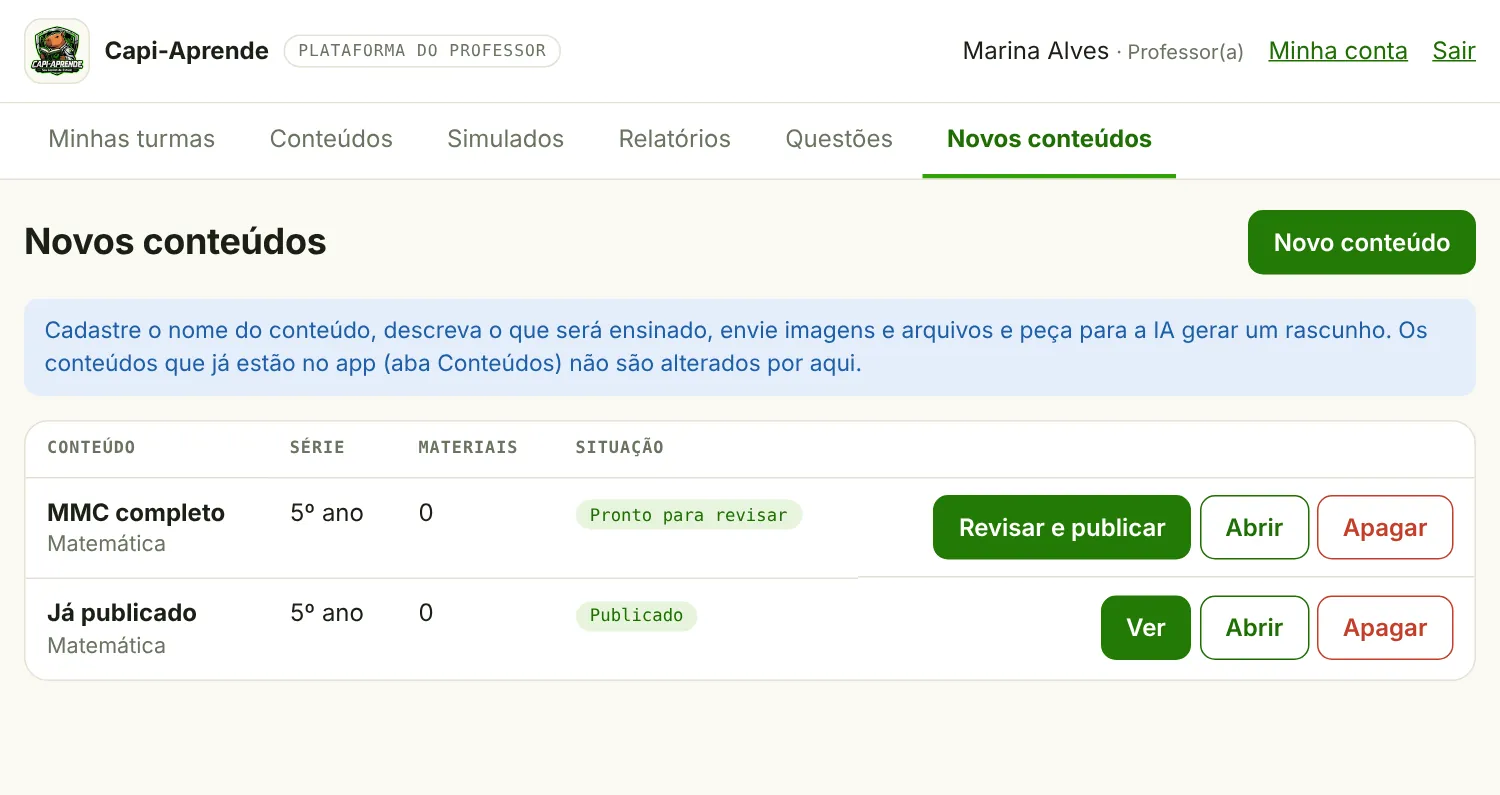 CAPI-APRENDE
Capi-Aprende
PLATAFORMA DO PROFESSOR
Marina Alves · Professor(a)
Minha conta
Sair
Minhas turmas
Conteúdos
Simulados
Relatórios
Questões
Novos conteúdos
Novos conteúdos
Novo conteúdo
Cadastre o nome do conteúdo, descreva o que será ensinado, envie imagens e arquivos e peça para a IA gerar um rascunho. Os
conteúdos que já estão no app (aba Conteúdos) não são alterados por aqui.
CONTEÚDO SÉRIE MATERIAIS SITUAÇÃO
MMC completo 5º ano 0 Pronto para revisar Revisar e publicar Abrir Apagar
Matemática
Já publicado 5º ano 0 Publicado Ver Abrir Apagar
Matemática